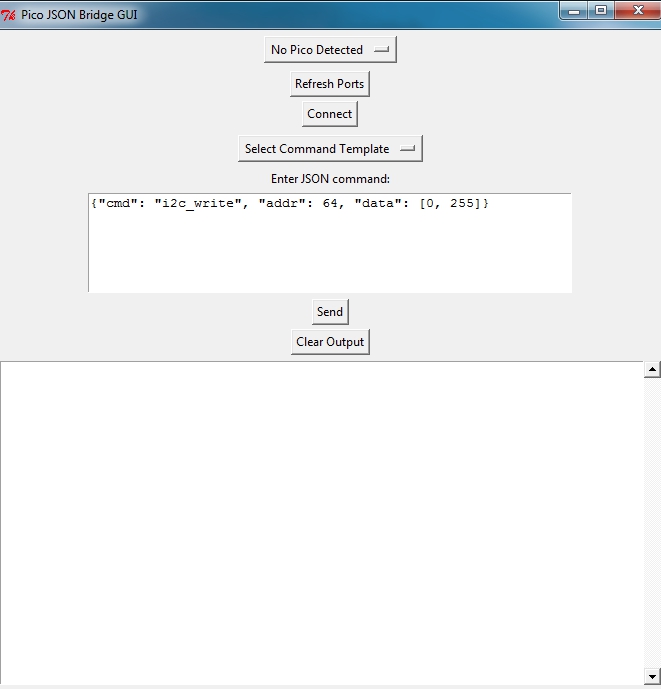 Pico JSON Bridge GUI
No Pico Detected
Refresh Ports
Connect
Select Command Template
Enter JSON command:
{"cmd": "i2c_write", "addr": 64, "data": [0, 255]}
Send
Clear Output